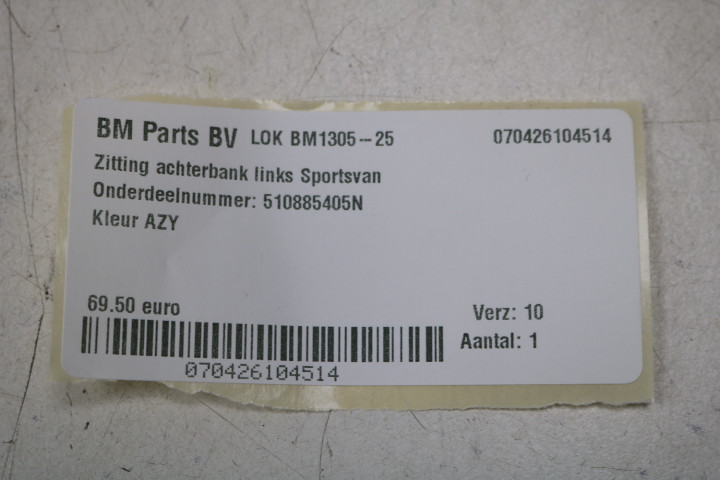 BM Parts BV LOK BM1305--25 070426104514
Zitting achterbank links Sportsvan
Onderdeelnummer: 510885405N
Kleur AZY
69.50 euro Verz: 10
Aantal: 1
070426104514